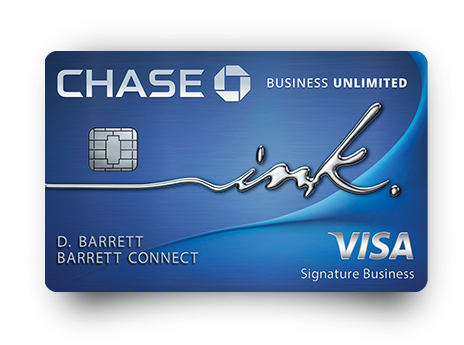 CHASE BUSINESS UNLIMITED
ink.
D. BARRETT
BARRETT CONNECT
VISA
Signature Business